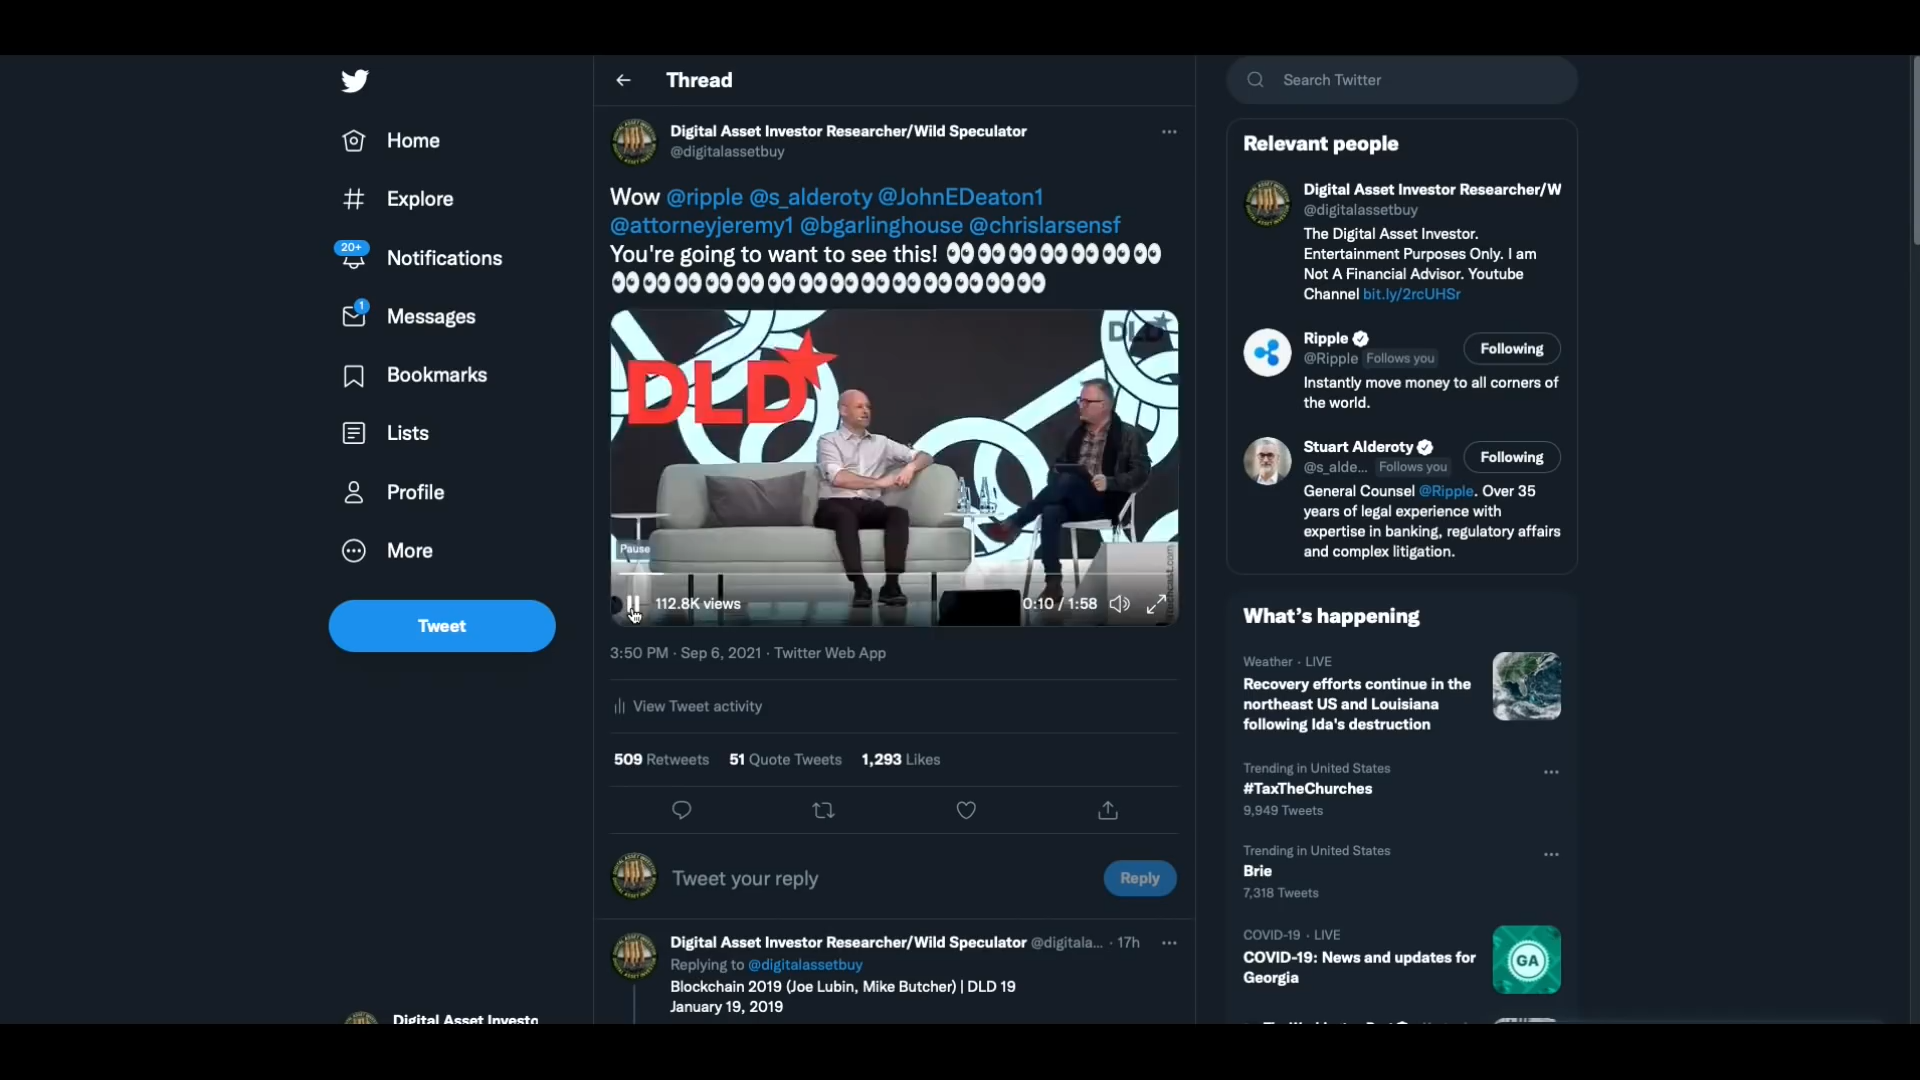 Home
Explore
20+
Notifications
1
Messages
Bookmarks
Lists
Profile
More
Tweet
Digital Asset Investo
Thread
Digital Asset Investor Researcher/Wild Speculator
@digitalassetbuy
Wow @ripple @s_alderoty @JohnEDeaton1
@attorneyjeremy1 @bgarlinghouse @chrislarsensf
You're going to want to see this! 👀👀👀👀👀👀👀
👀👀👀👀👀👀👀👀👀👀👀👀👀👀
DLD
DLD
Pause
112.8K views
0:10 / 1:58
3:50 PM · Sep 6, 2021 · Twitter Web App
View Tweet activity
509 Retweets 51 Quote Tweets 1,293 Likes
Tweet your reply
Reply
Digital Asset Investor Researcher/Wild Speculator @digitala... · 17h
Replying to @digitalassetbuy
Blockchain 2019 (Joe Lubin, Mike Butcher) | DLD 19
January 19, 2019
Search Twitter
Relevant people
Digital Asset Investor Researcher/W
@digitalassetbuy
The Digital Asset Investor.
Entertainment Purposes Only. I am
Not A Financial Advisor. Youtube
Channel bit.ly/2rcUHSr
Ripple
@Ripple Follows you
Following
Instantly move money to all corners of
the world.
Stuart Alderoty
@s_alde... Follows you
Following
General Counsel @Ripple. Over 35
years of legal experience with
expertise in banking, regulatory affairs
and complex litigation.
What's happening
Weather · LIVE
Recovery efforts continue in the
northeast US and Louisiana
following Ida's destruction
Trending in United States
#TaxTheChurches
9,949 Tweets
Trending in United States
Brie
7,318 Tweets
COVID-19 · LIVE
COVID-19: News and updates for
Georgia
GA